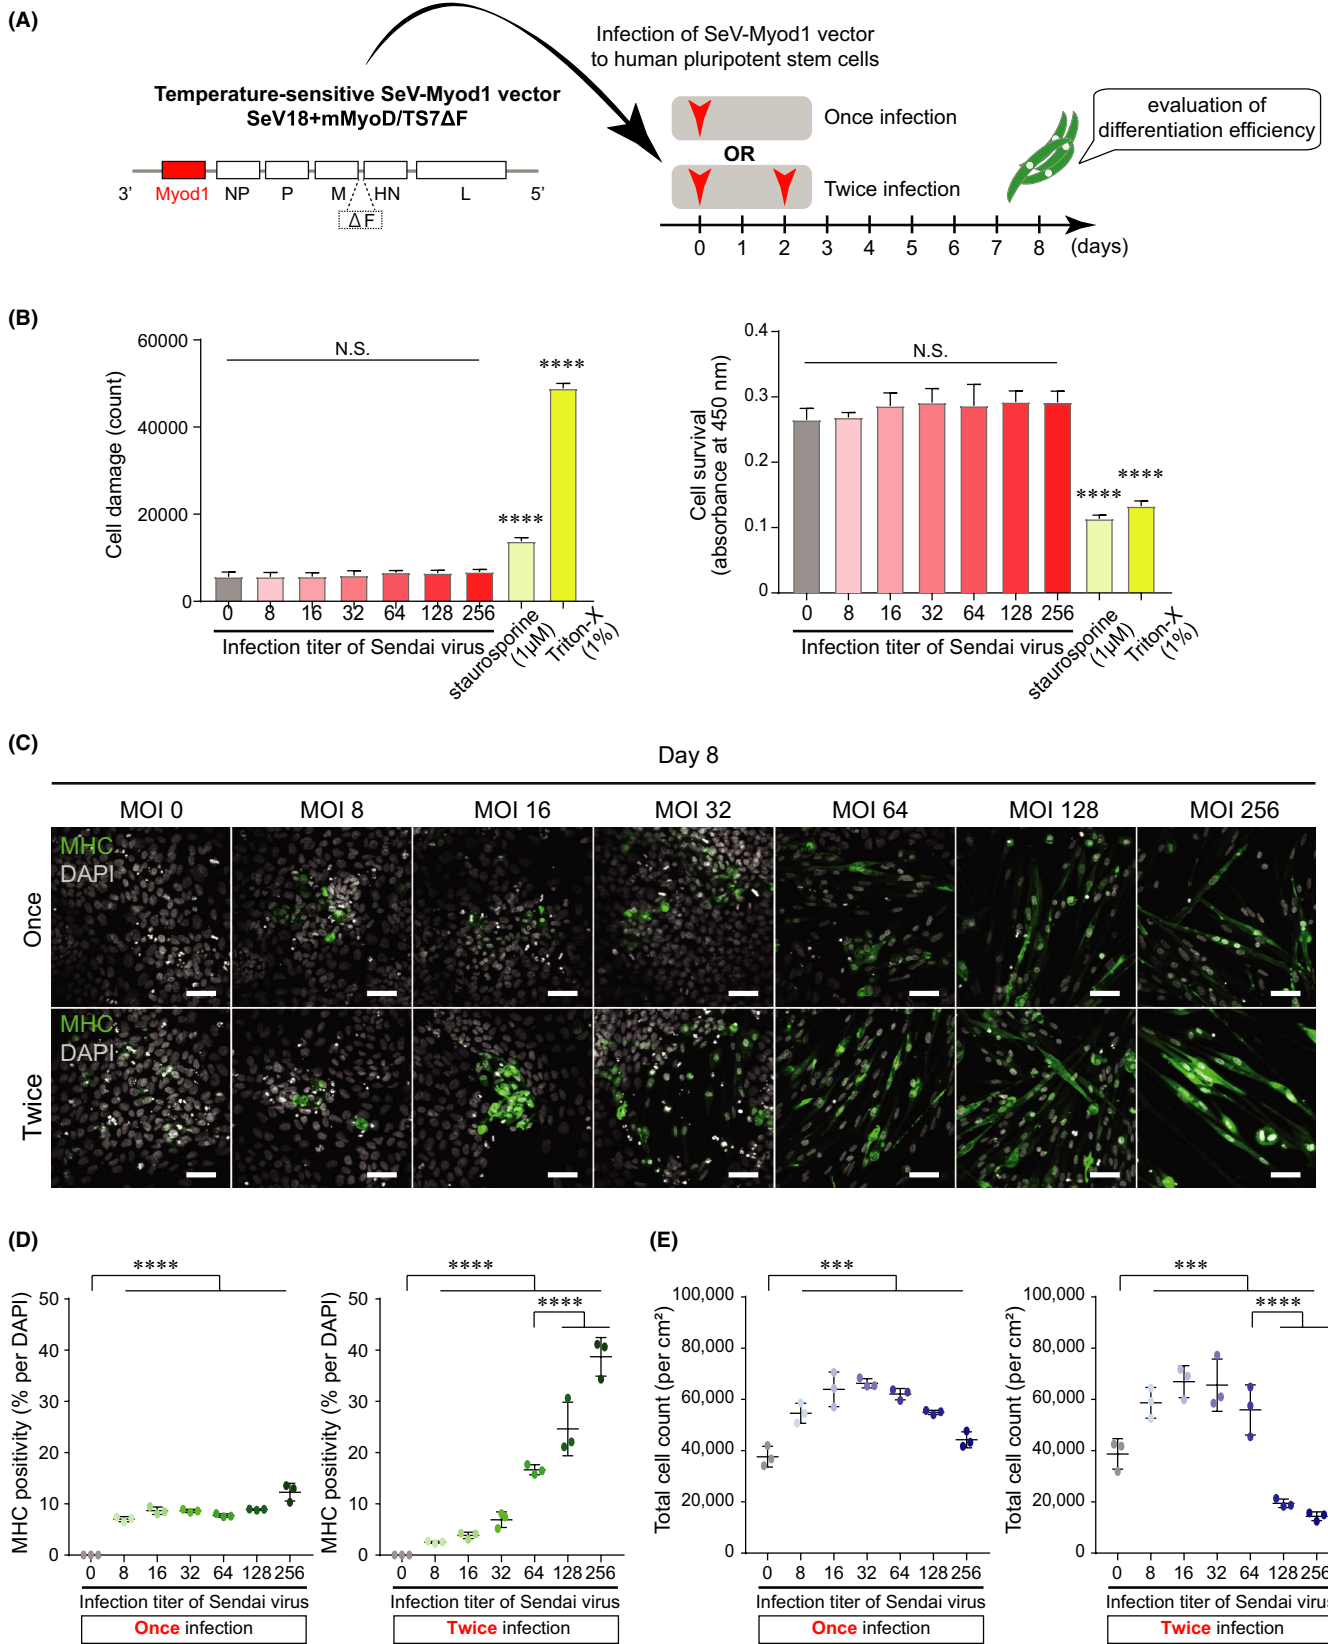 (A)
Infection of SeV-Myod1 vector
to human pluripotent stem cells
Temperature-sensitive SeV-Myod1 vector
SeV18+mMyoD/TS7ΔF
3' Myod1 NP P M HN L 5'
ΔF
Once infection
OR
Twice infection
evaluation of
differentiation efficiency
0 1 2 3 4 5 6 7 8 (days)
(B)
Cell damage (count)
60000
40000
20000
0
N.S.
****
****
0 8 16 32 64 128 256
Infection titer of Sendai virus
staurosporine
(1µM)
Triton-X
(1%)
Cell survival
(absorbance at 450 nm)
0.4
0.3
0.2
0.1
0
N.S.
****
****
0 8 16 32 64 128 256
Infection titer of Sendai virus
staurosporine
(1µM)
Triton-X
(1%)
(C)
Day 8
MOI 0 MOI 8 MOI 16 MOI 32 MOI 64 MOI 128 MOI 256
Once
MHC
DAPI
Twice
MHC
DAPI
(D)
MHC positivity (% per DAPI)
50
40
30
20
10
0
****
0 8 16 32 64 128 256
Infection titer of Sendai virus
Once infection
MHC positivity (% per DAPI)
50
40
30
20
10
0
****
****
0 8 16 32 64 128 256
Infection titer of Sendai virus
Twice infection
(E)
Total cell count (per cm²)
100,000
80,000
60,000
40,000
20,000
0
***
0 8 16 32 64 128 256
Infection titer of Sendai virus
Once infection
Total cell count (per cm²)
100,000
80,000
60,000
40,000
20,000
0
***
****
0 8 16 32 64 128 256
Infection titer of Sendai virus
Twice infection